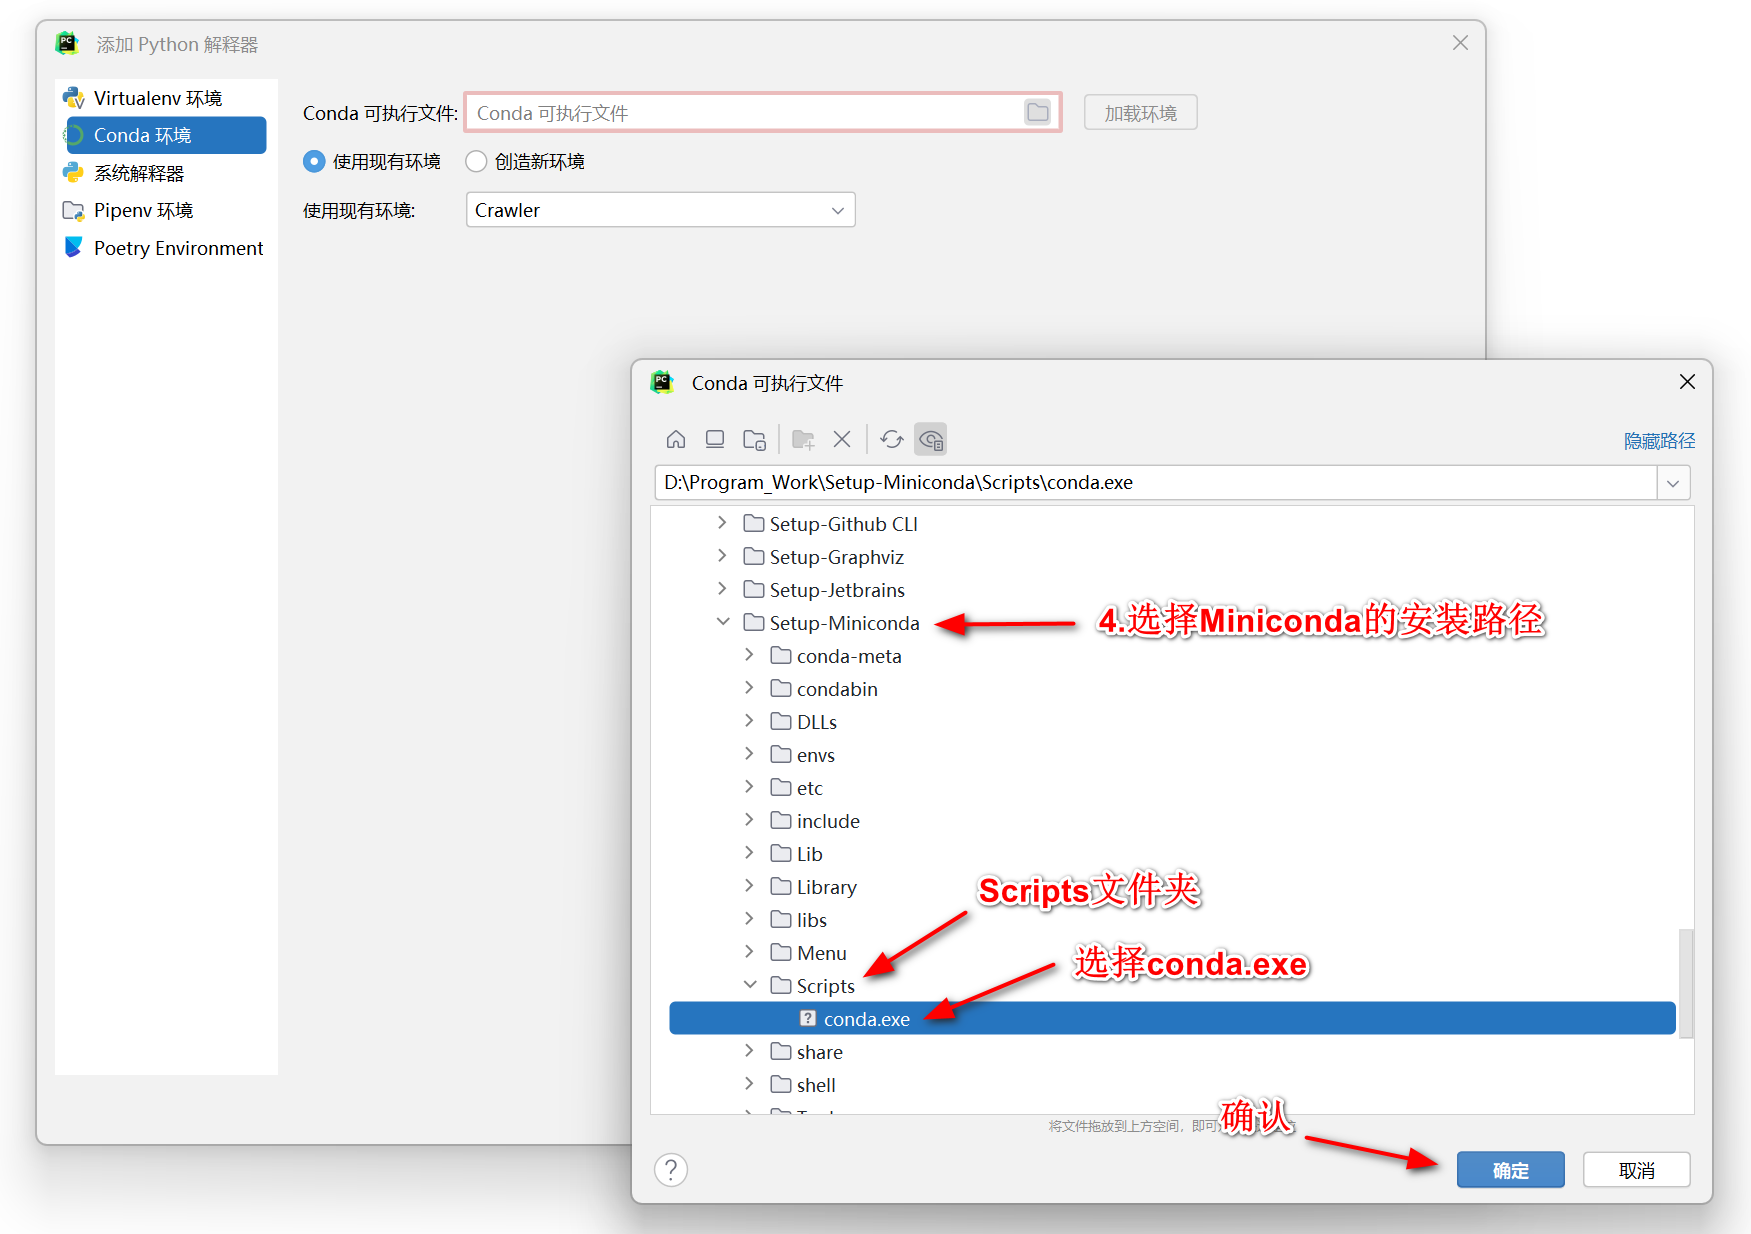 添加 Python 解释器
Virtualenv 环境
Conda 环境
系统解释器
Pipenv 环境
Poetry Environment
Conda 可执行文件:
Conda 可执行文件
加载环境
使用现有环境
创造新环境
使用现有环境:
Crawler
Conda 可执行文件
隐藏路径
D:\Program_Work\Setup-Miniconda\Scripts\conda.exe
Setup-Github CLI
Setup-Graphviz
Setup-Jetbrains
Setup-Miniconda
4.选择Miniconda的安装路径
conda-meta
condabin
DLLs
envs
etc
include
Lib
Library
Scripts文件夹
libs
Menu
选择conda.exe
Scripts
conda.exe
share
shell
确认
将文件拖放到上方空间，即可
确定
取消